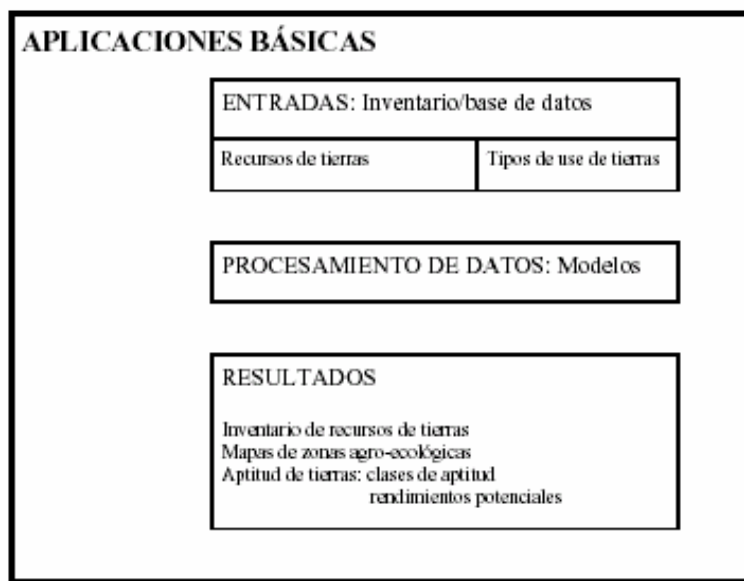 APLICACIONES BÁSICAS
ENTRADAS: Inventario/base de datos
Recursos de tierras
Tipos de use de tierras
PROCESAMIENTO DE DATOS: Modelos
RESULTADOS
Inventario de recursos de tierras
Mapas de zonas agro-ecológicas
Aptitud de tierras: clases de aptitud
rendimientos potenciales